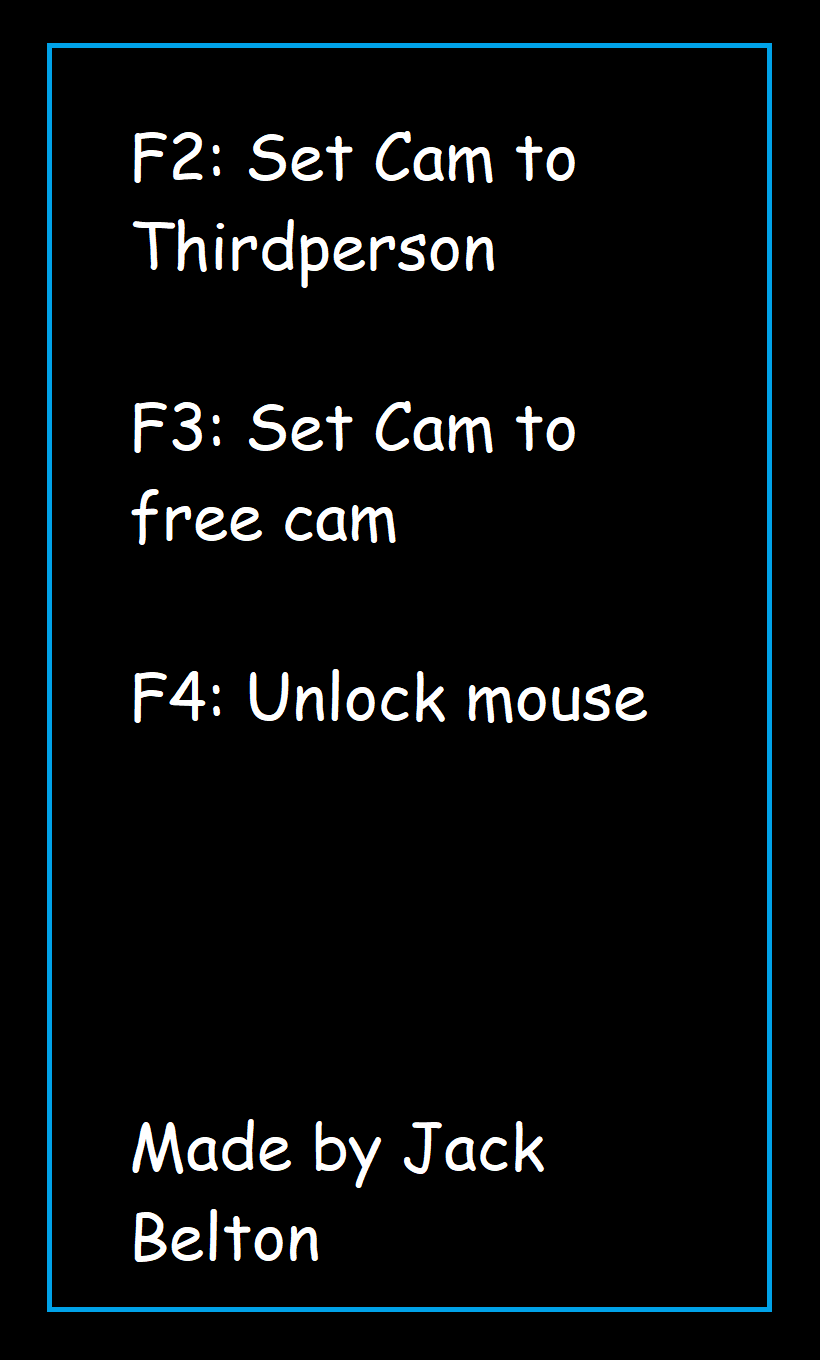 F2: Set Cam to
Thirdperson
F3: Set Cam to
free cam
F4: Unlock mouse
Made by Jack
Belton